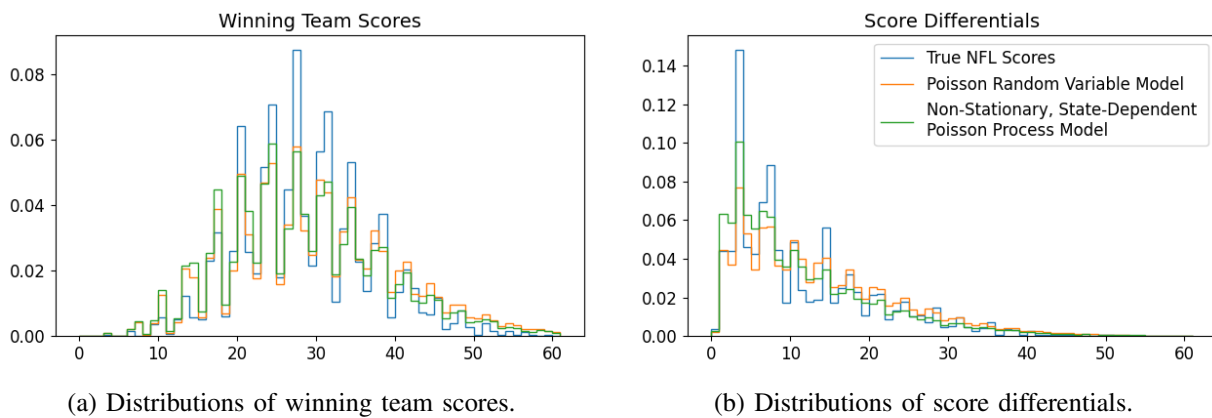 Winning Team Scores
0.08
0.06
0.04
0.02
0.00
0 10 20 30 40 50 60
(a) Distributions of winning team scores.
Score Differentials
True NFL Scores
Poisson Random Variable Model
Non-Stationary, State-Dependent
Poisson Process Model
0.14
0.12
0.10
0.08
0.06
0.04
0.02
0.00
0 10 20 30 40 50 60
(b) Distributions of score differentials.